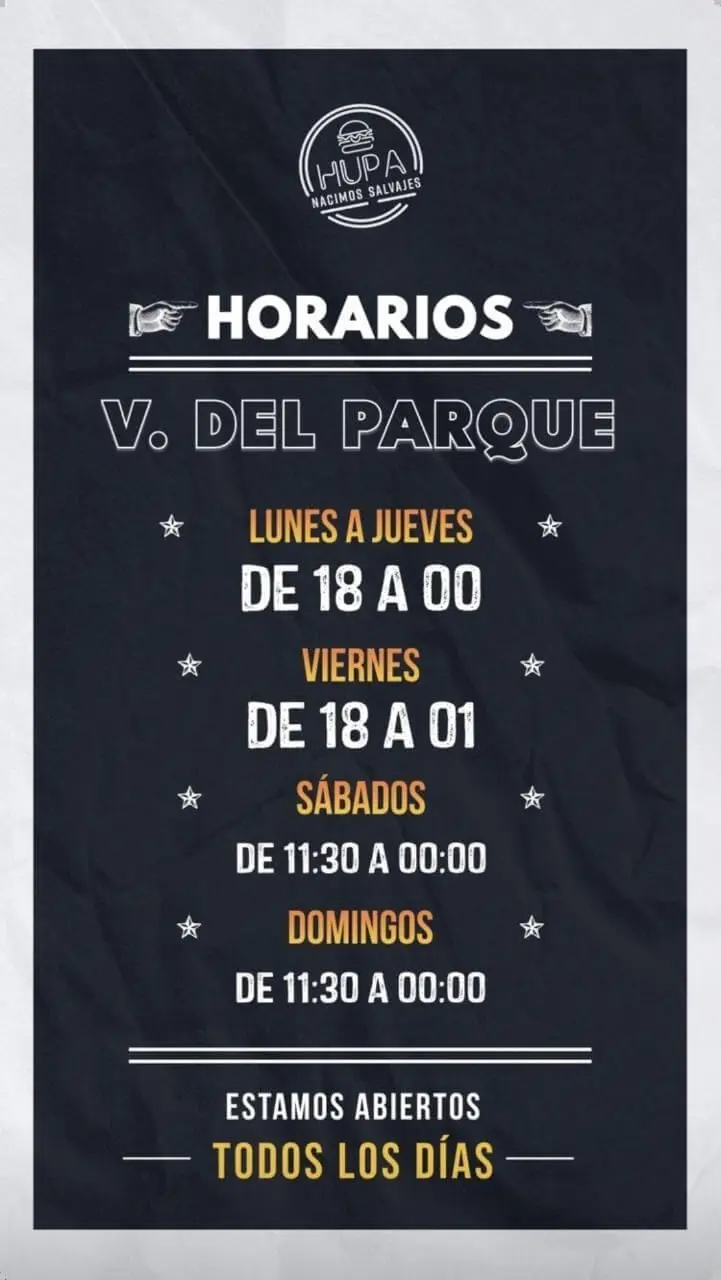 HUPA
NACIMOS SALVAJES
HORARIOS
V. DEL PARQUE
LUNES A JUEVES
DE 18 A 00
VIERNES
DE 18 A 01
SÁBADOS
DE 11:30 A 00:00
DOMINGOS
DE 11:30 A 00:00
ESTAMOS ABIERTOS
TODOS LOS DÍAS